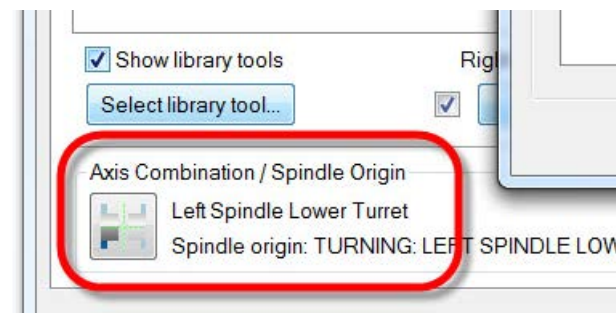 Show library tools
Select library tool...
Axis Combination / Spindle Origin
Left Spindle Lower Turret
Spindle origin: TURNING: LEFT SPINDLE